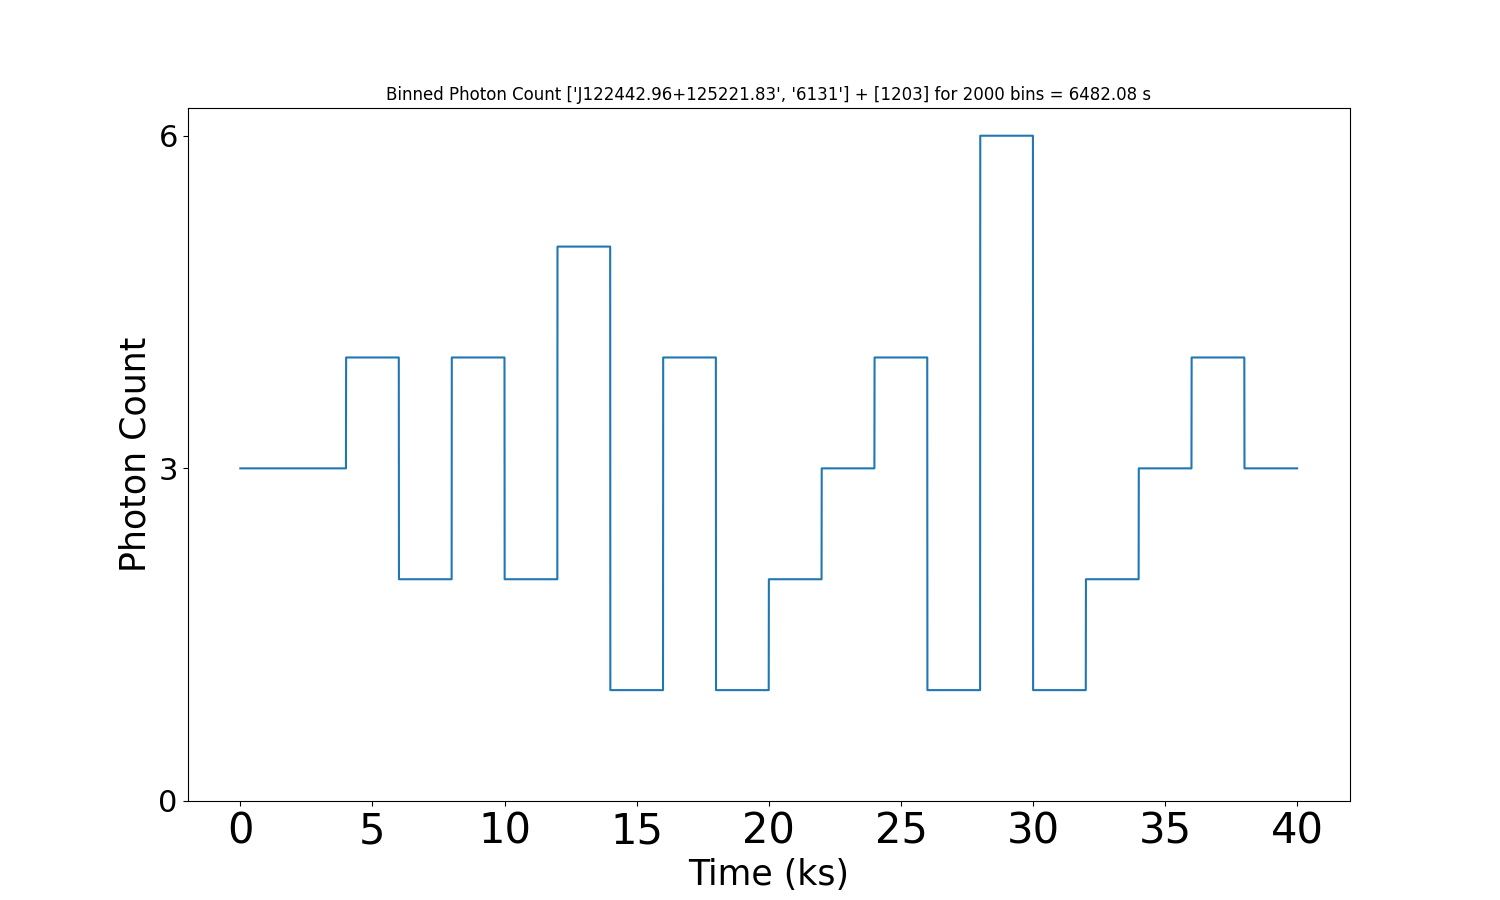 Binned Photon Count ['J122442.96+125221.83', '6131'] + [1203] for 2000 bins = 6482.08 s
6
3
0
Photon Count
0 5 10 15 20 25 30 35 40
Time (ks)